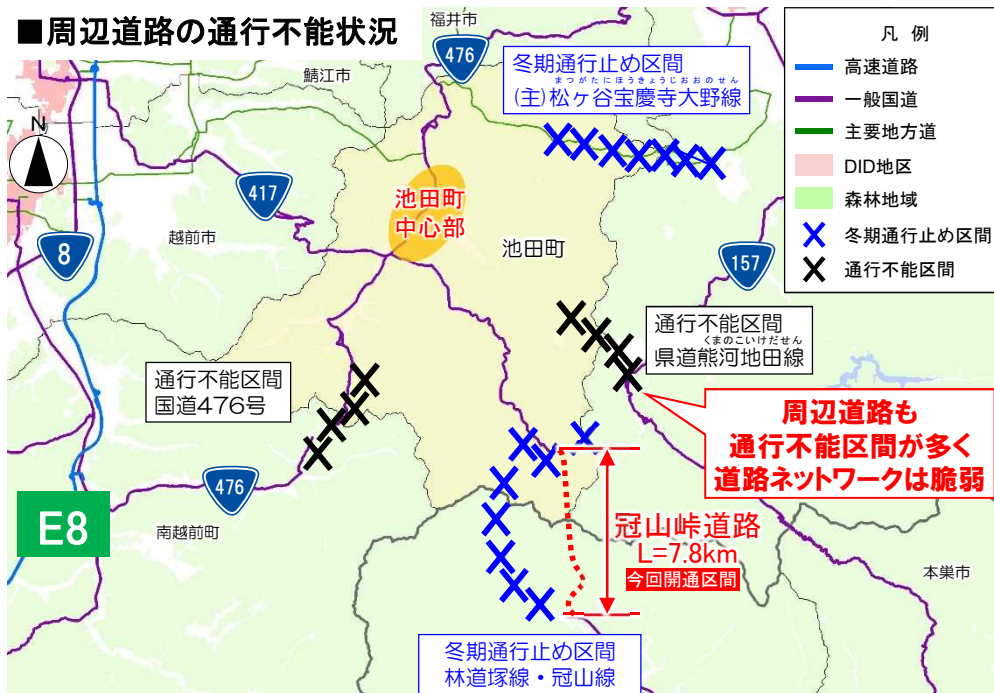 ■周辺道路の通行不能状況
福井市
476
鯖江市
冬期通行止め区間
まつがたにほうきょうじおおのせん
(主)松ヶ谷宝慶寺大野線
凡 例
高速道路
一般国道
主要地方道
DID地区
森林地域
冬期通行止め区間
通行不能区間
N
417
池田町
中心部
越前市
池田町
8
157
通行不能区間
くまのこいけだせん
県道熊河池田線
通行不能区間
国道476号
周辺道路も
通行不能区間が多く
道路ネットワークは脆弱
476
E8
南越前町
冠山峠道路
L=7.8km
今回開通区間
本巣市
冬期通行止め区間
林道塚線・冠山線